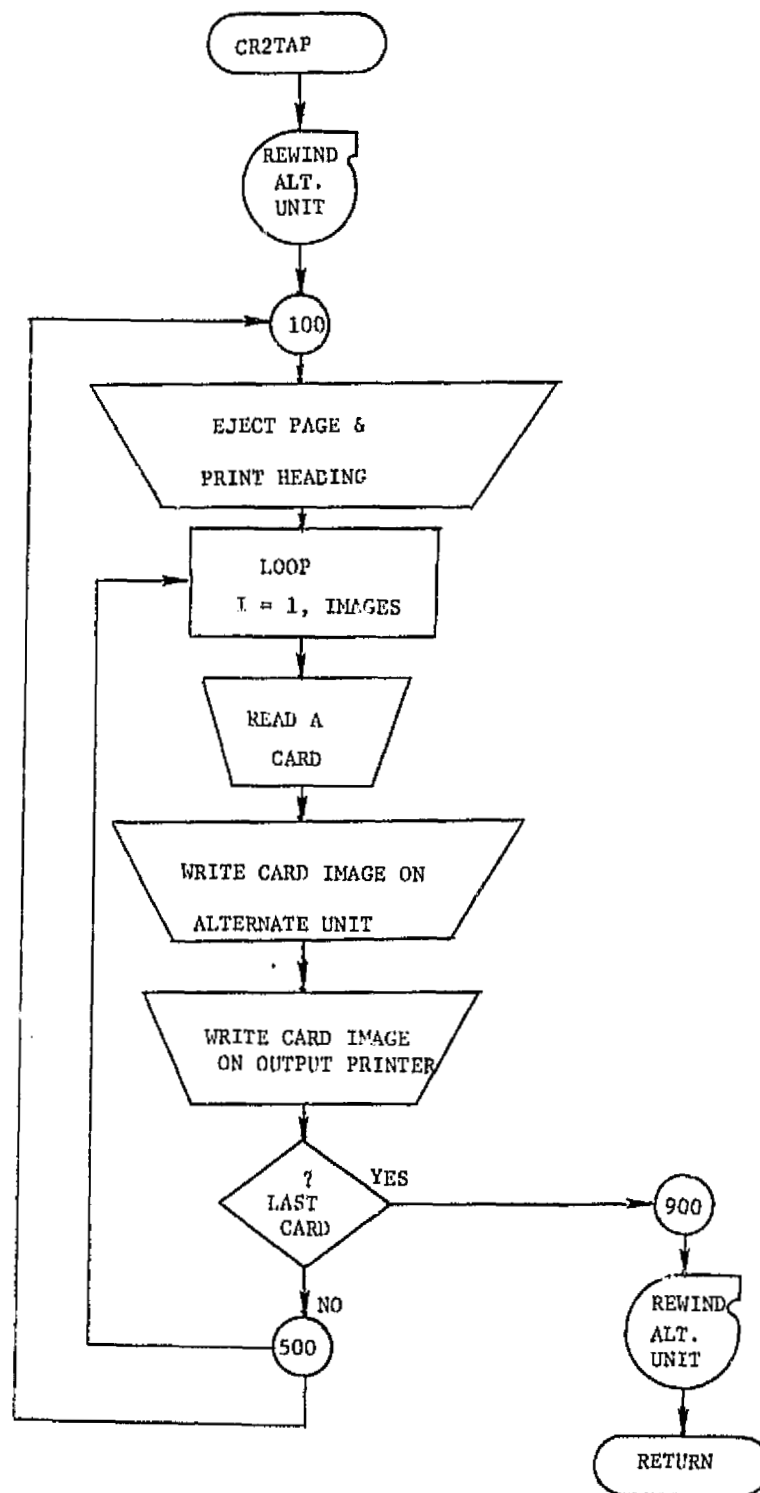 CR2TAP
REWIND
ALT.
UNIT
100
EJECT PAGE &
PRINT HEADING
LOOP
I = 1, IMAGES
READ A
CARD
WRITE CARD IMAGE ON
ALTERNATE UNIT
WRITE CARD IMAGE
ON OUTPUT PRINTER
?
LAST
CARD
YES
900
NO
500
REWIND
ALT.
UNIT
RETURN